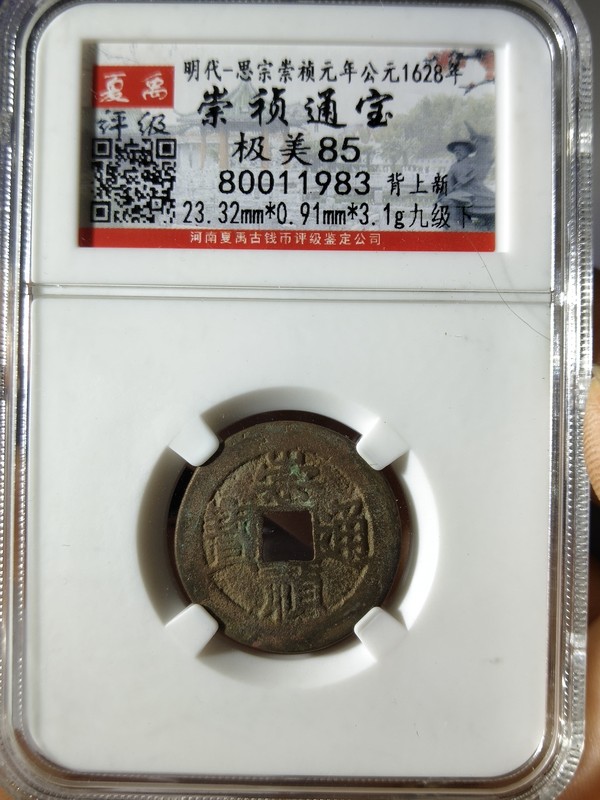 明代-思宗崇祯元年公元1628年
夏禹
评级
崇祯通宝
极美85
80011983 背上新
23.32mm*0.91mm*3.1g九级下
河南夏禹古钱币评级鉴定公司
崇
寳 通
禎